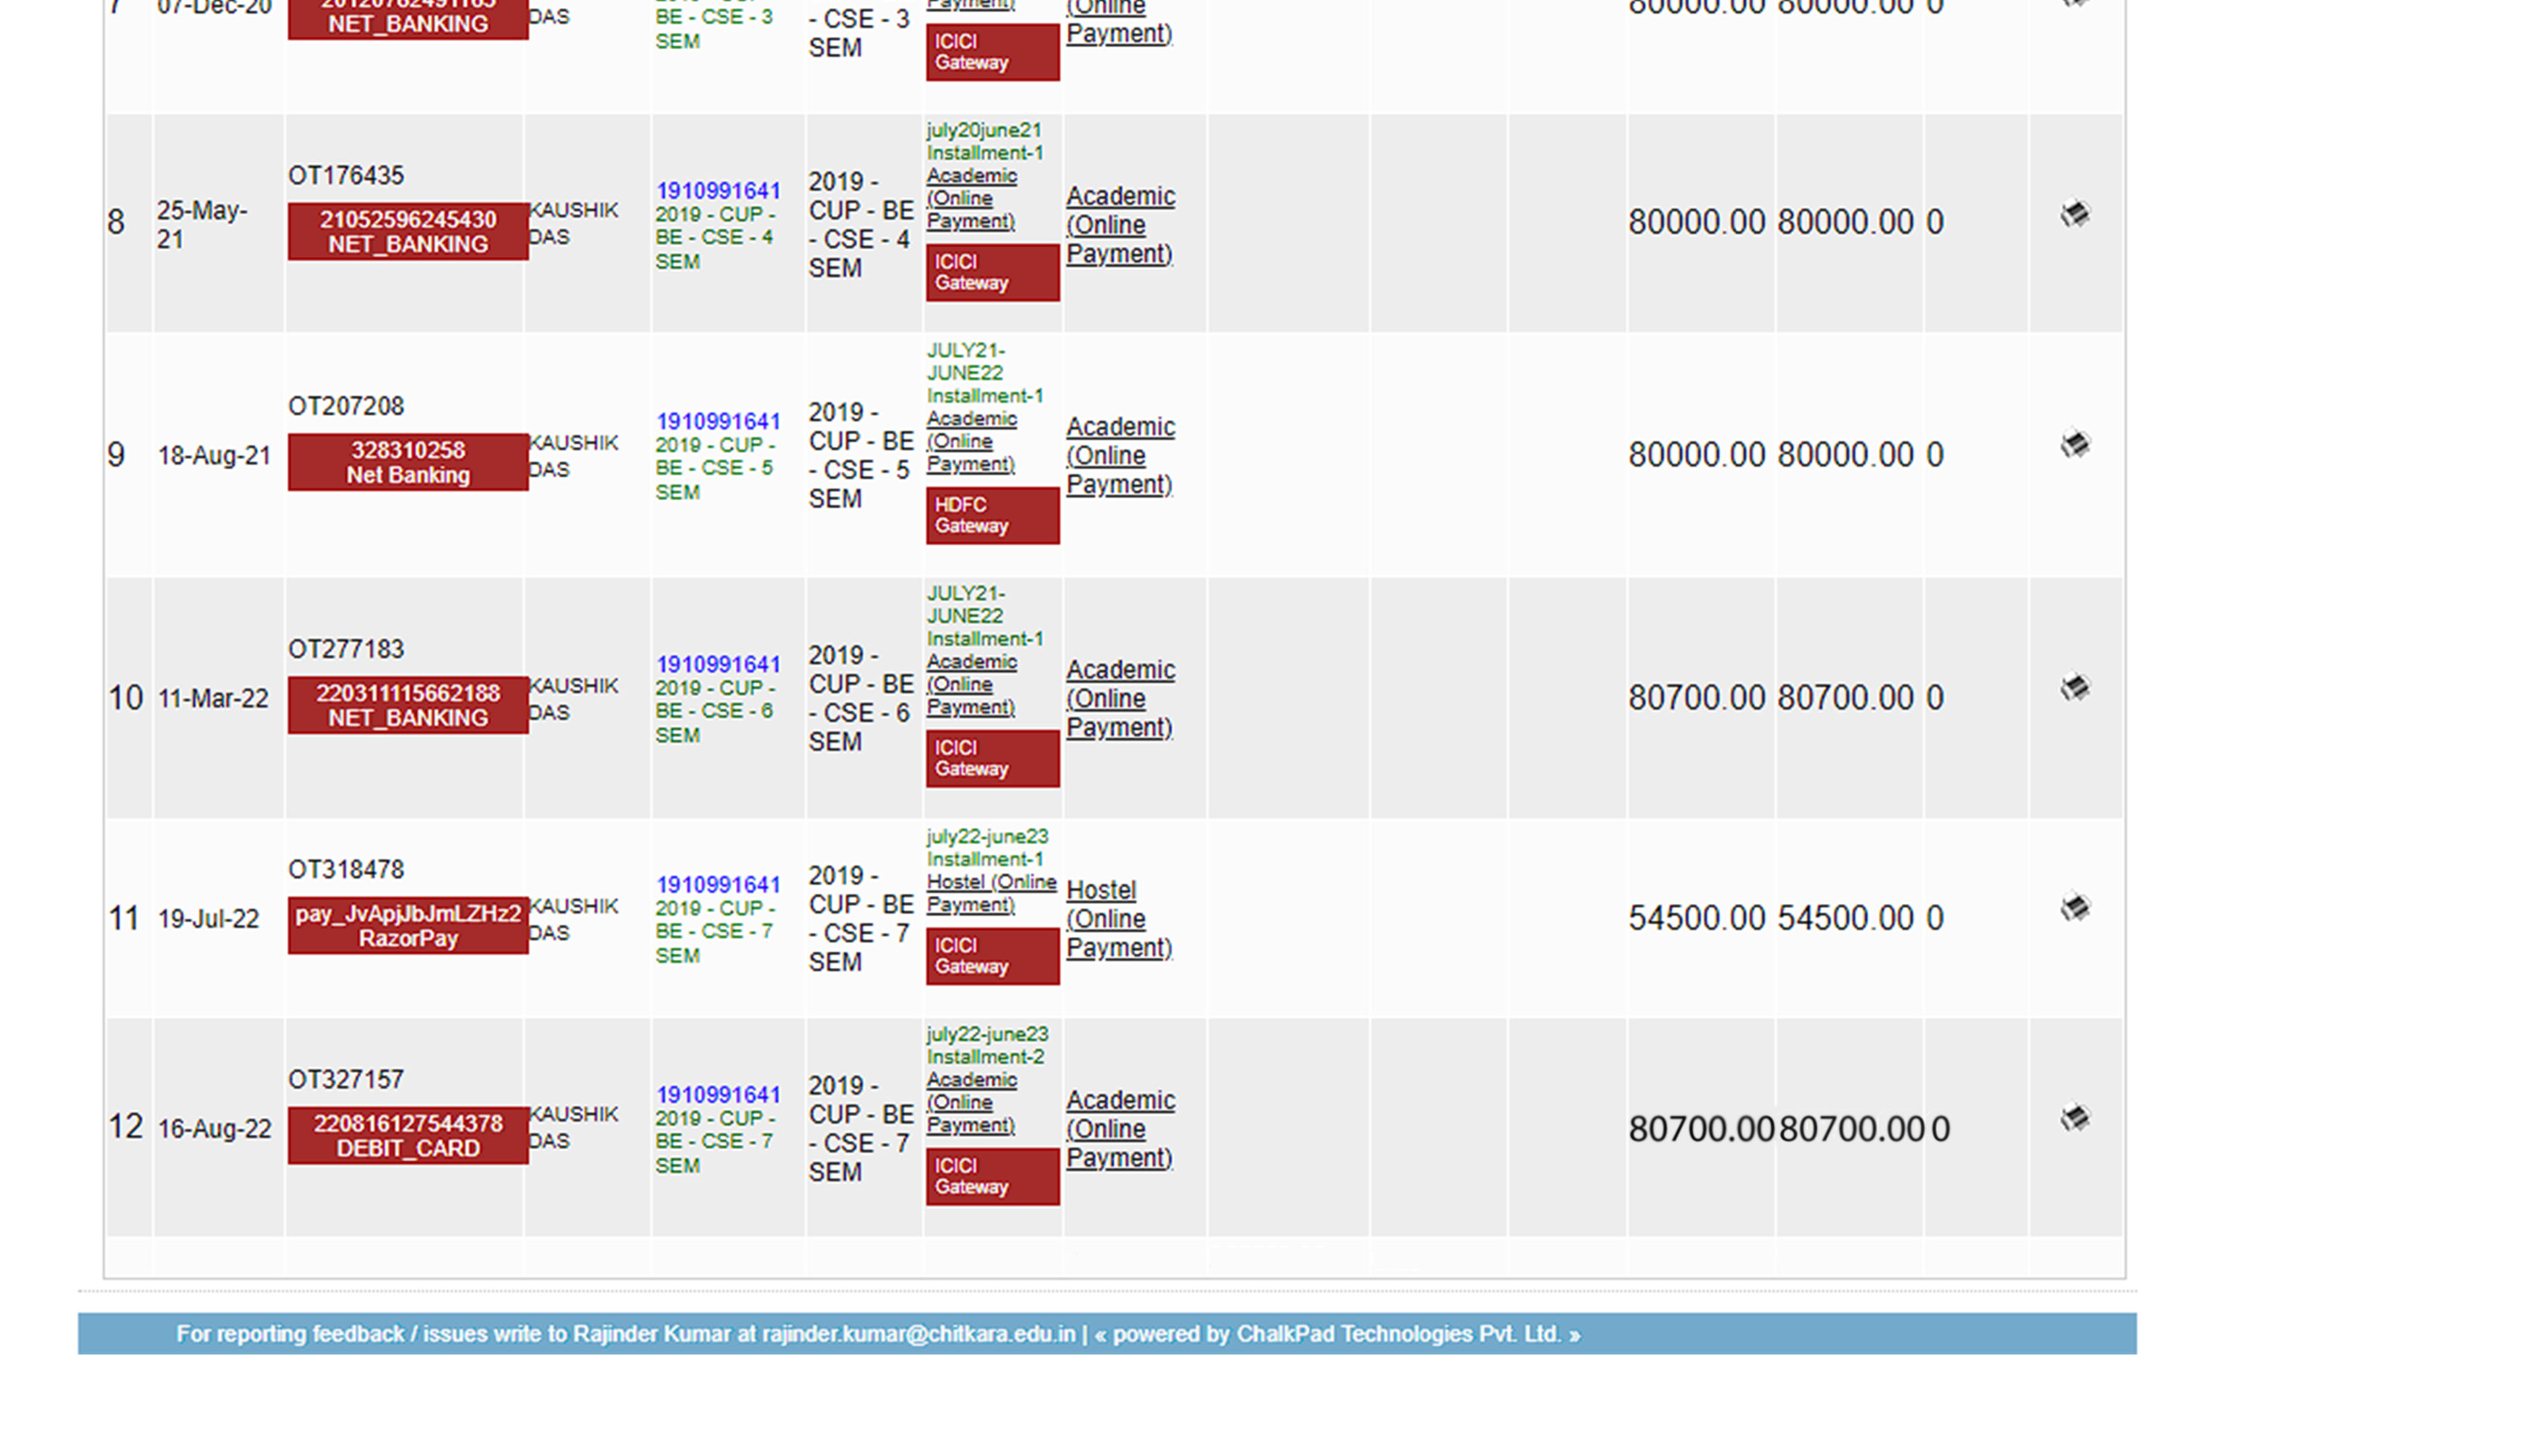 7 07-Dec-20
NET_BANKING
DAS
BE - CSE - 3
SEM
- CSE - 3
SEM
Payment)
ICICI
Gateway
(Online
Payment)
80000.00 80000.00 0
8
25-May-
21
OT176435
21052596245430
NET_BANKING
KAUSHIK
DAS
1910991641
2019 - CUP -
BE - CSE - 4
SEM
2019 -
CUP - BE
- CSE - 4
SEM
july20june21
Installment-1
Academic
(Online
Payment)
ICICI
Gateway
Academic
(Online
Payment)
80000.00 80000.00 0
9
18-Aug-21
OT207208
328310258
Net Banking
KAUSHIK
DAS
1910991641
2019 - CUP -
BE - CSE - 5
SEM
2019 -
CUP - BE
- CSE - 5
SEM
JULY21-
JUNE22
Installment-1
Academic
(Online
Payment)
HDFC
Gateway
Academic
(Online
Payment)
80000.00 80000.00 0
10
11-Mar-22
OT277183
220311115662188
NET_BANKING
KAUSHIK
DAS
1910991641
2019 - CUP -
BE - CSE - 6
SEM
2019 -
CUP - BE
- CSE - 6
SEM
JULY21-
JUNE22
Installment-1
Academic
(Online
Payment)
ICICI
Gateway
Academic
(Online
Payment)
80700.00 80700.00 0
11
19-Jul-22
OT318478
pay_JvApjJbJmLZHz2
RazorPay
KAUSHIK
DAS
1910991641
2019 - CUP -
BE - CSE - 7
SEM
2019 -
CUP - BE
- CSE - 7
SEM
july22-june23
Installment-1
Hostel (Online
Payment)
ICICI
Gateway
Hostel
(Online
Payment)
54500.00 54500.00 0
12
16-Aug-22
OT327157
220816127544378
DEBIT_CARD
KAUSHIK
DAS
1910991641
2019 - CUP -
BE - CSE - 7
SEM
2019 -
CUP - BE
- CSE - 7
SEM
july22-june23
Installment-2
Academic
(Online
Payment)
ICICI
Gateway
Academic
(Online
Payment)
80700.00 80700.00 0
For reporting feedback / issues write to Rajinder Kumar at rajinder.kumar@chitkara.edu.in | « powered by ChalkPad Technologies Pvt. Ltd. »